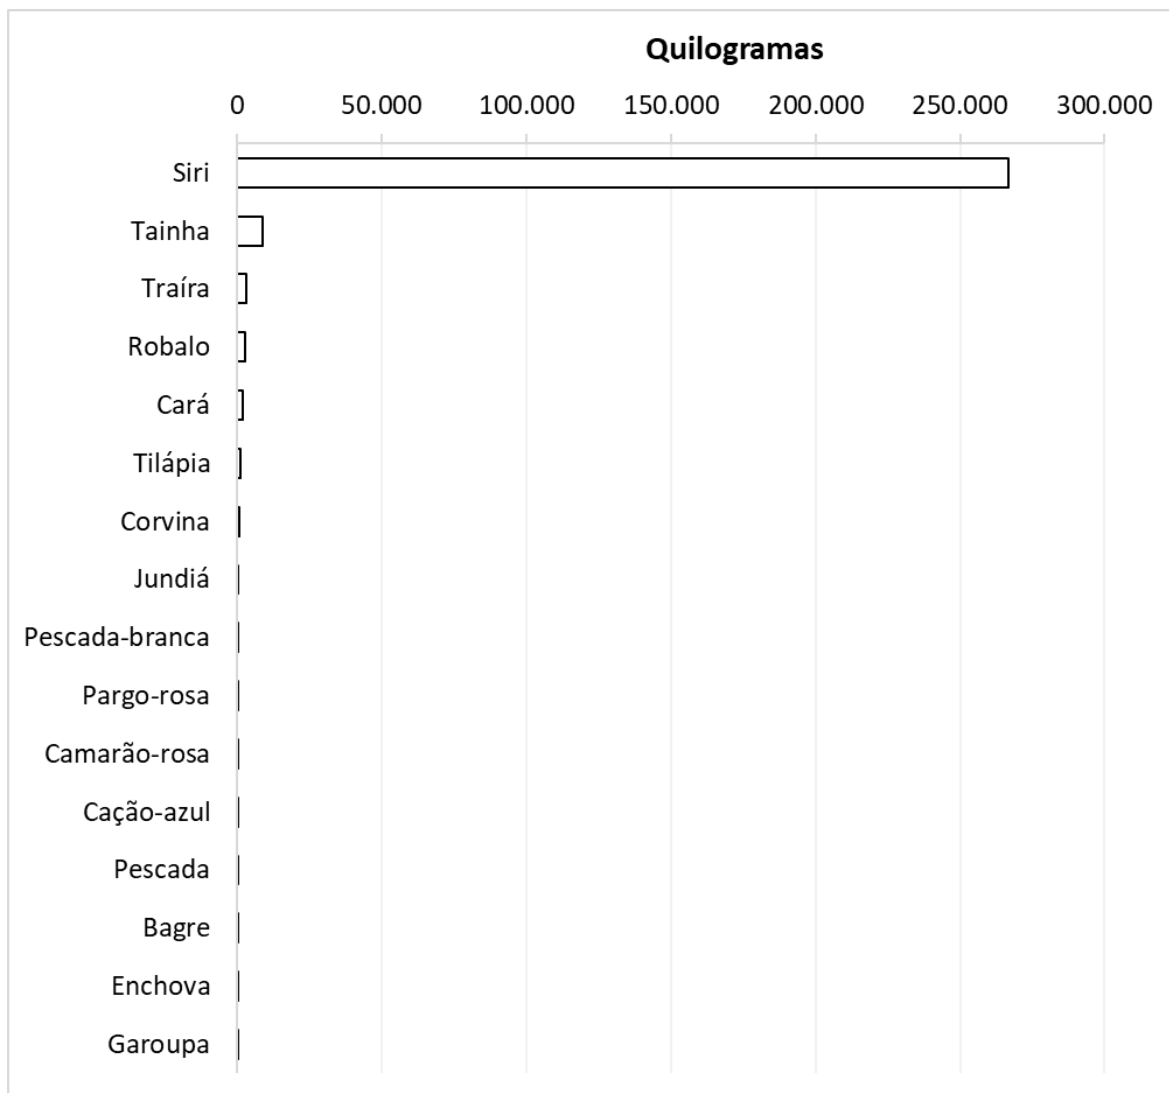 Quilogramas
0 50.000 100.000 150.000 200.000 250.000 300.000
Siri
Tainha
Traíra
Robalo
Cará
Tilápia
Corvina
Jundiá
Pescada-branca
Pargo-rosa
Camarão-rosa
Cação-azul
Pescada
Bagre
Enchova
Garoupa